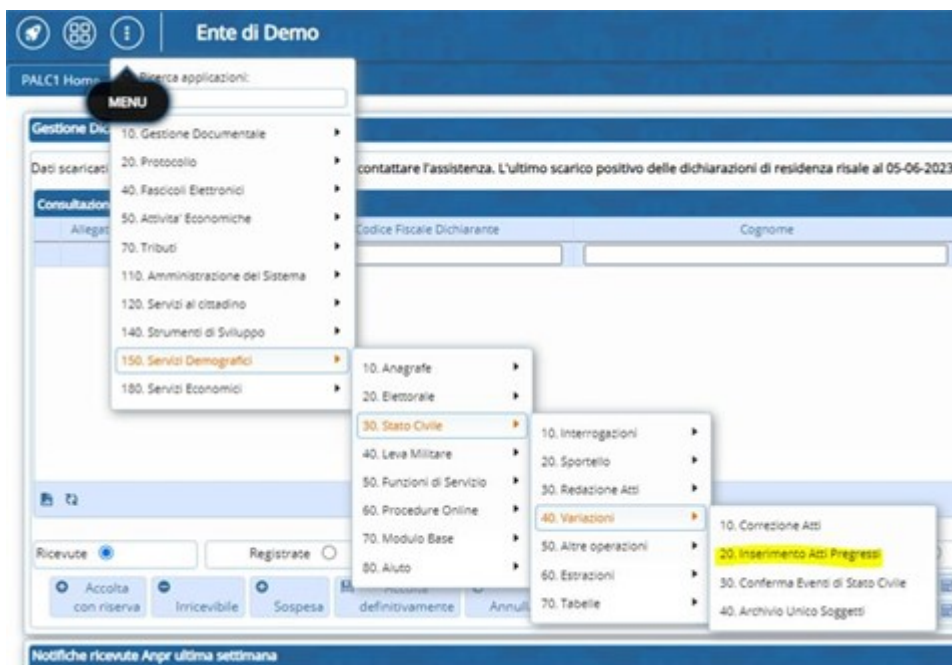 Ente di Demo
PALC1 Home
Ricerca applicazioni:
MENU
Gestione
Dati scaricati
contattare l'assistenza. L'ultimo scarico positivo delle dichiarazioni di residenza risale al 05-06-2023
Consultazion
Allegat
Codice Fiscale Dichiarante
Cognome
10. Gestione Documentale
20. Protocollo
40. Fascicoli Elettronici
50. Attivita' Economiche
70. Tributi
110. Amministrazione del Sistema
120. Servizi al cittadino
140. Strumenti di Sviluppo
150. Servizi Demografici
180. Servizi Economici
10. Anagrafe
20. Elettorale
30. Stato Civile
40. Leva Militare
50. Funzioni di Servizio
60. Procedure Online
70. Modulo Base
80. Aiuto
10. Interrogazioni
20. Sportello
30. Redazione Atti
40. Variazioni
50. Altre operazioni
60. Estrazioni
70. Tabelle
10. Correzione Atti
20. Inserimento Atti Pregressi
30. Conferma Eventi di Stato Civile
40. Archivio Unico Soggetti
Ricevute
Registrate
Accolta con riserva
Irricevibile
Sospesa
definitivamente
Annull
Notifiche ricevute Anpr ultima settimana